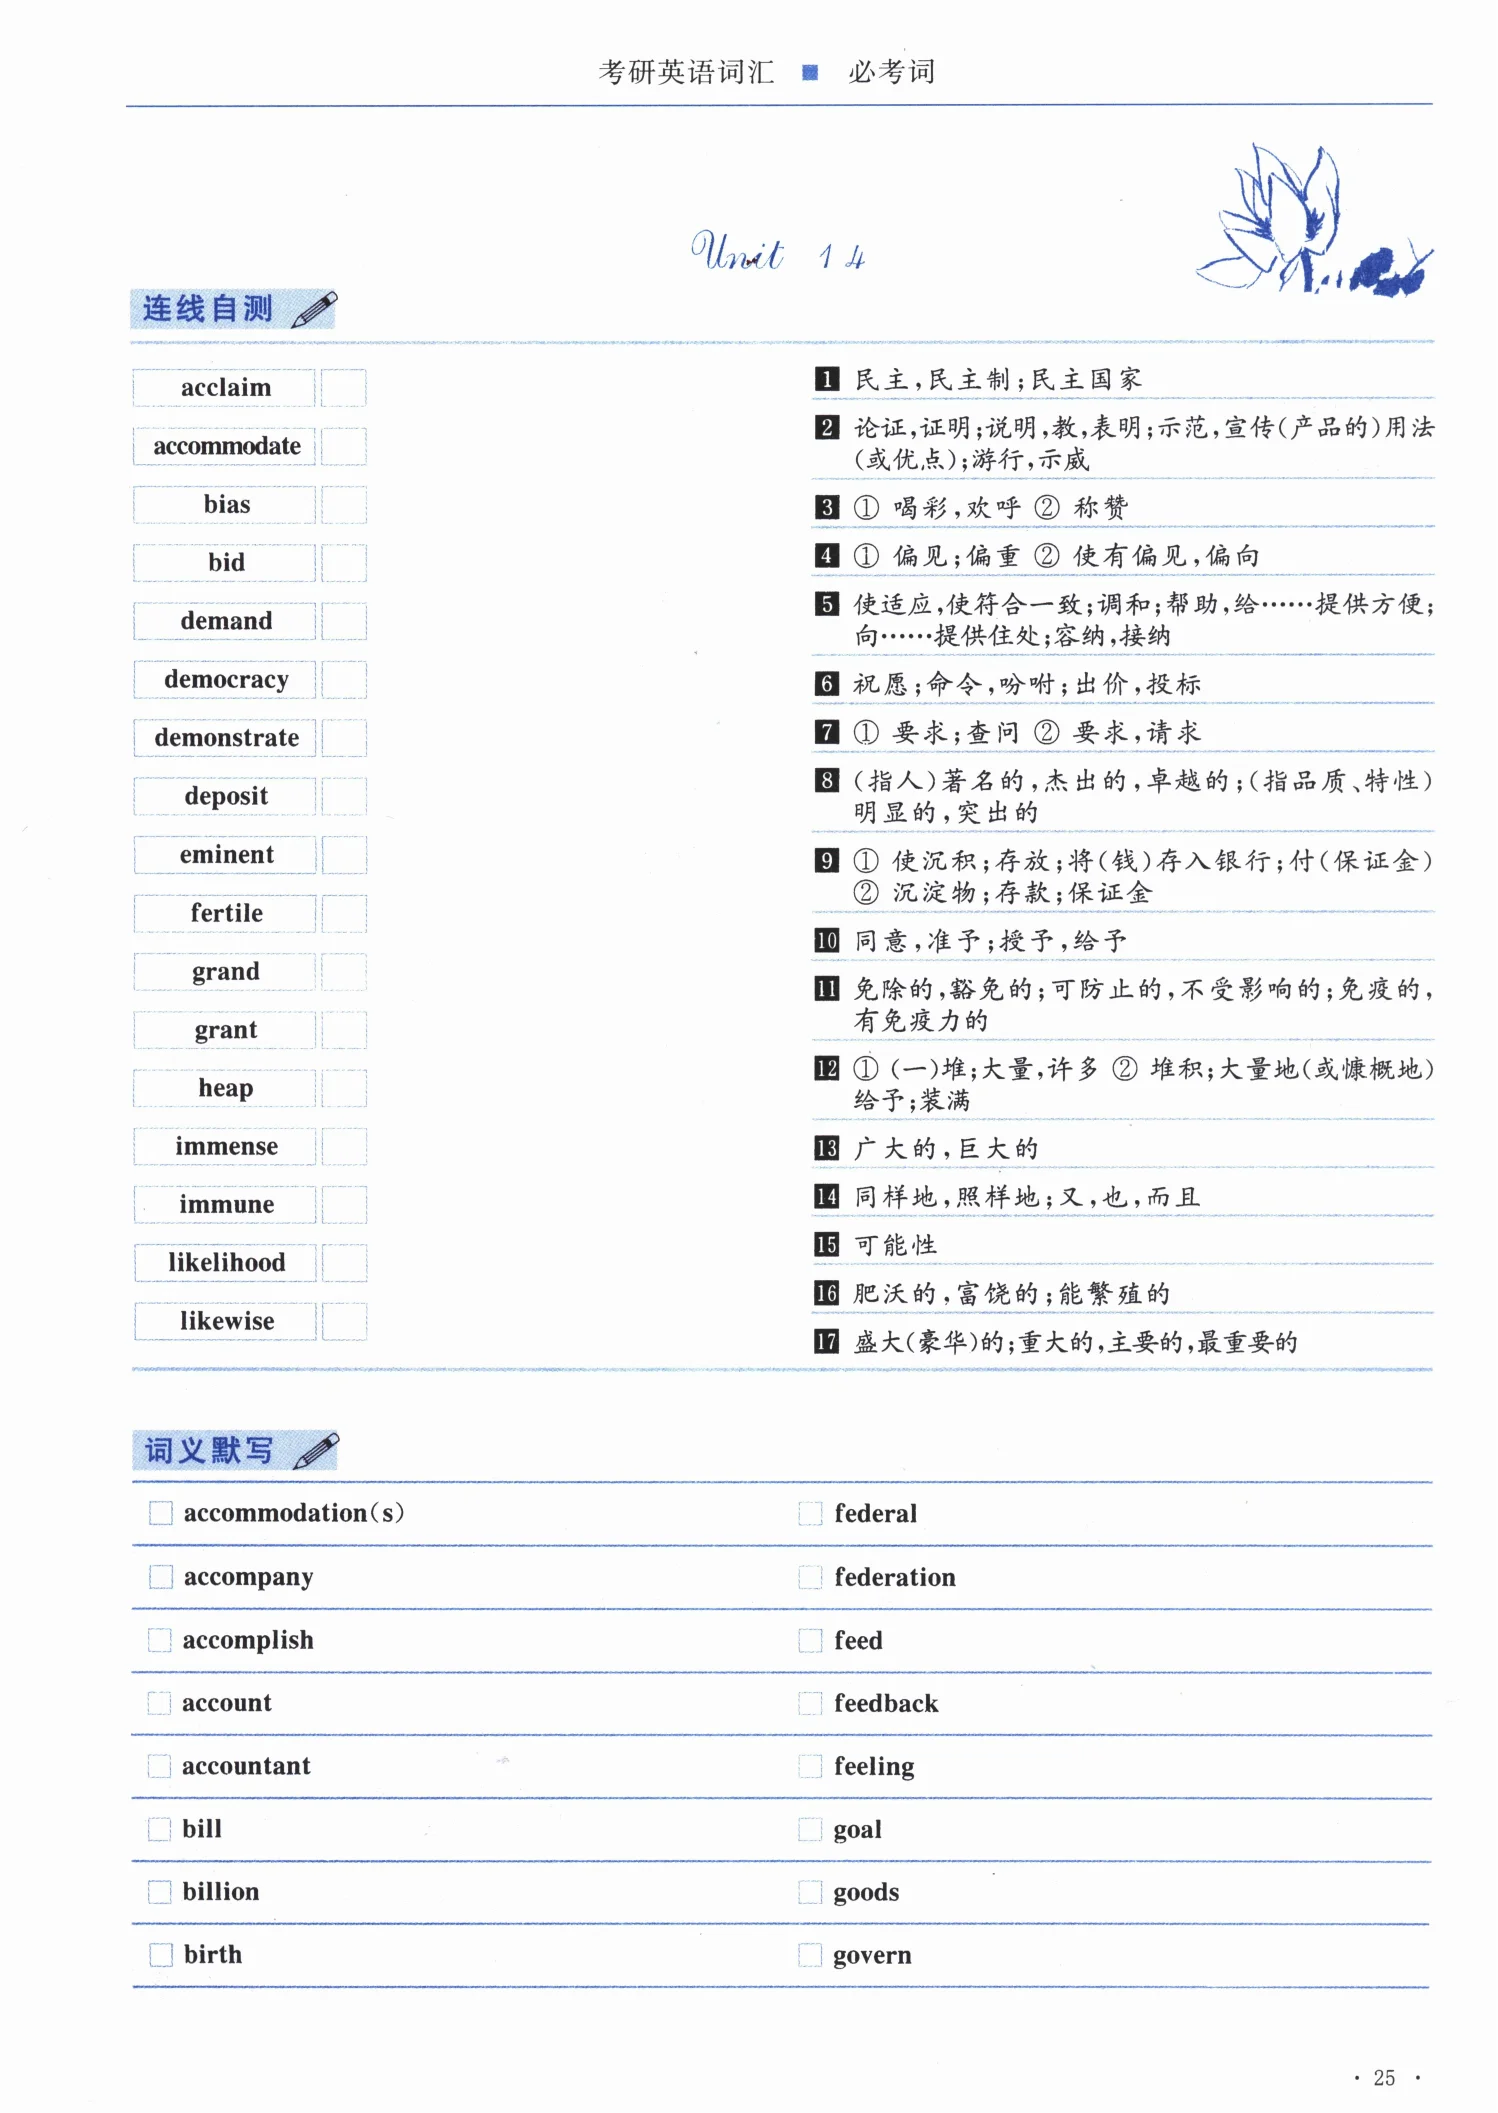 考研英语词汇 ■ 必考词
Unit 14
连线自测
acclaim
accommodate
bias
bid
demand
democracy
demonstrate
deposit
eminent
fertile
grand
grant
heap
immense
immune
likelihood
likewise
1 民主,民主制;民主国家
2 论证,证明;说明,教,表明;示范,宣传(产品的)用法
(或优点);游行,示威
3 ① 喝彩,欢呼 ② 称赞
4 ① 偏见;偏重 ② 使有偏见,偏向
5 使适应,使符合一致;调和;帮助,给……提供方便;
向……提供住处;容纳,接纳
6 祝愿;命令,吩咐;出价,投标
7 ① 要求;查问 ② 要求,请求
8 (指人)著名的,杰出的,卓越的;(指品质、特性)
明显的,突出的
9 ① 使沉积;存放;将(钱)存入银行;付(保证金)
② 沉淀物;存款;保证金
10 同意,准予;授予,给予
11 免除的,豁免的;可防止的,不受影响的;免疫的,
有免疫力的
12 ① (一)堆;大量,许多 ② 堆积;大量地(或慷概地)
给予;装满
13 广大的,巨大的
14 同样地,照样地;又,也,而且
15 可能性
16 肥沃的,富饶的;能繁殖的
17 盛大(豪华)的;重大的,主要的,最重要的
词义默写
accommodation(s)
accompany
accomplish
account
accountant
bill
billion
birth
federal
federation
feed
feedback
feeling
goal
goods
govern
· 25 ·